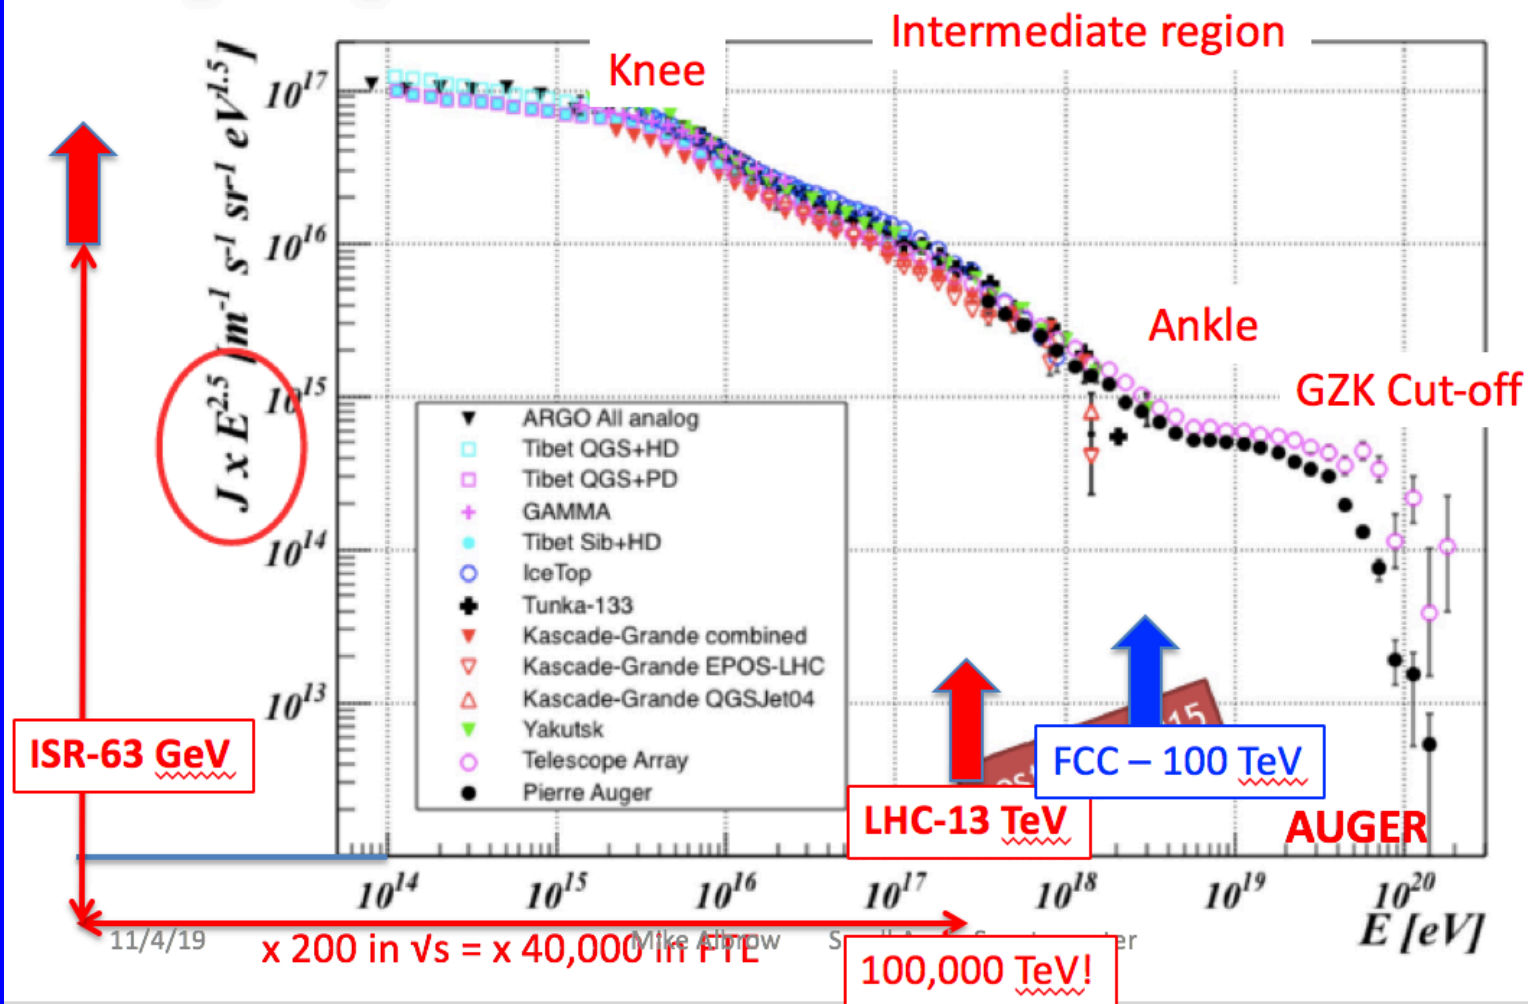 Intermediate region
Knee
Ankle
GZK Cut-off
J x E^2.5 [m^-1 s^-1 sr^-1 eV^1.5]
10^17
10^16
10^15
10^14
10^13
ARGO All analog
Tibet QGS+HD
Tibet QGS+PD
GAMMA
Tibet Sib+HD
IceTop
Tunka-133
Kascade-Grande combined
Kascade-Grande EPOS-LHC
Kascade-Grande QGSJet04
Yakutsk
Telescope Array
Pierre Auger
ISR-63 GeV
15
FCC – 100 TeV
LHC-13 TeV
AUGER
10^14 10^15 10^16 10^17 10^18 10^19 10^20
E [eV]
11/4/19
x 200 in √s = x 40,000 in
Mike Albrow
100,000 TeV!